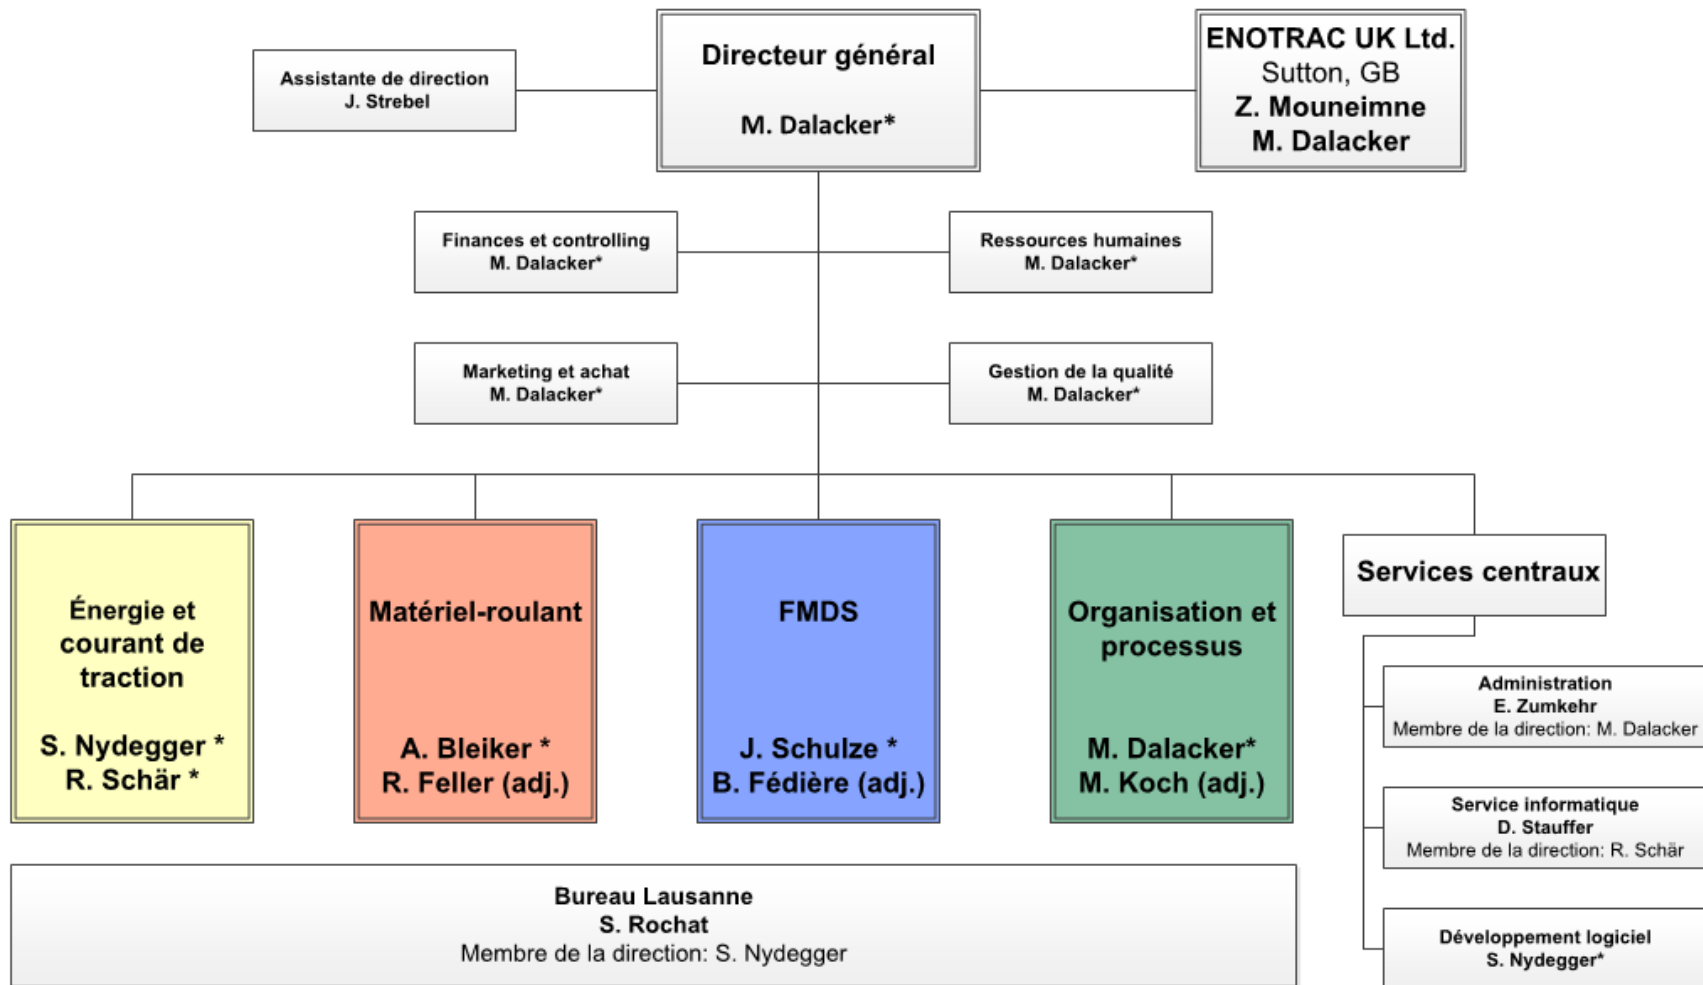 Directeur général
M. Dalacker*
Assistante de direction
J. Strebel
ENOTRAC UK Ltd.
Sutton, GB
Z. Mouneimne
M. Dalacker
Finances et controlling
M. Dalacker*
Ressources humaines
M. Dalacker*
Marketing et achat
M. Dalacker*
Gestion de la qualité
M. Dalacker*
Énergie et
courant de
traction
S. Nydegger *
R. Schär *
Matériel-roulant
A. Bleiker *
R. Feller (adj.)
FMDS
J. Schulze *
B. Fédière (adj.)
Organisation et
processus
M. Dalacker*
M. Koch (adj.)
Services centraux
Administration
E. Zumkehr
Membre de la direction: M. Dalacker
Service informatique
D. Stauffer
Membre de la direction: R. Schär
Développement logiciel
S. Nydegger*
Bureau Lausanne
S. Rochat
Membre de la direction: S. Nydegger